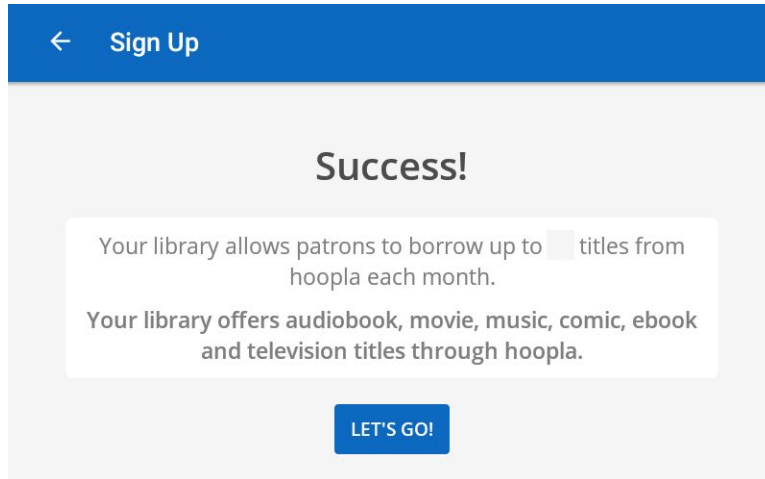 Sign Up
Success!
Your library allows patrons to borrow up to titles from
hoopla each month.
Your library offers audiobook, movie, music, comic, ebook
and television titles through hoopla.
LET'S GO!